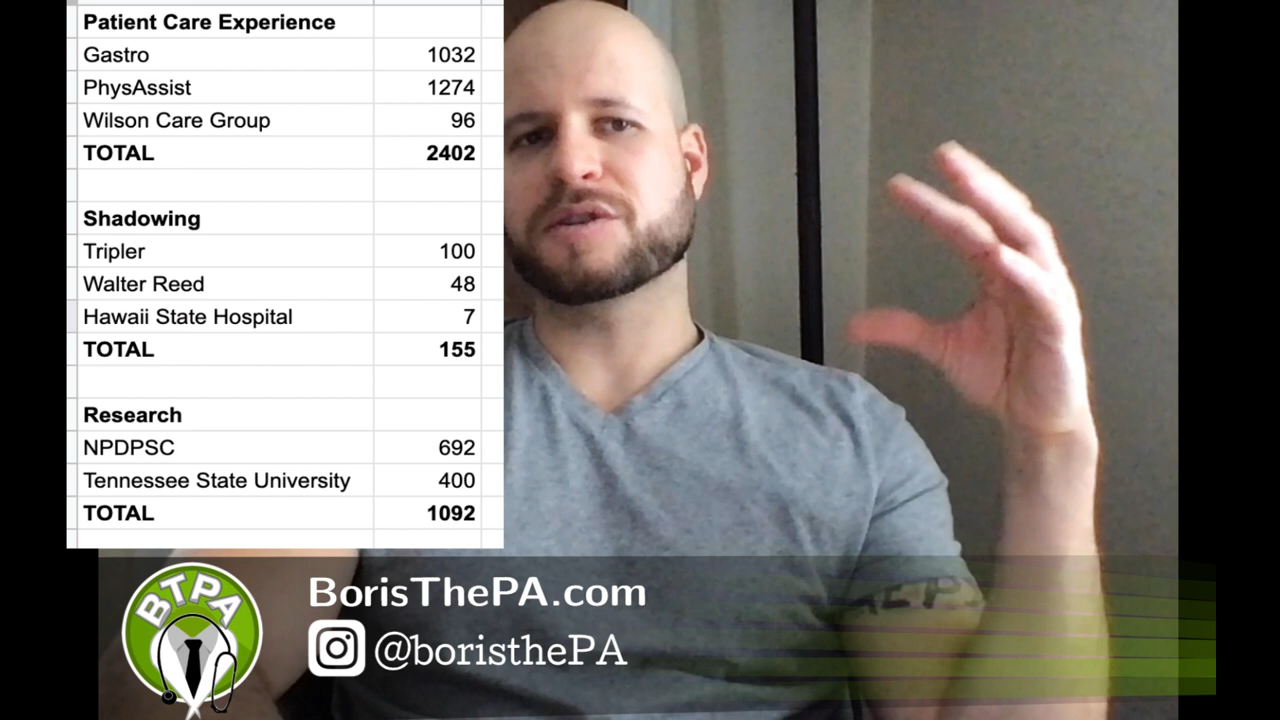 Patient Care Experience
Gastro 1032
PhysAssist 1274
Wilson Care Group 96
TOTAL 2402
Shadowing
Tripler 100
Walter Reed 48
Hawaii State Hospital 7
TOTAL 155
Research
NPDPSC 692
Tennessee State University 400
TOTAL 1092
BTPA
BorisThePA.com
@boristhePA